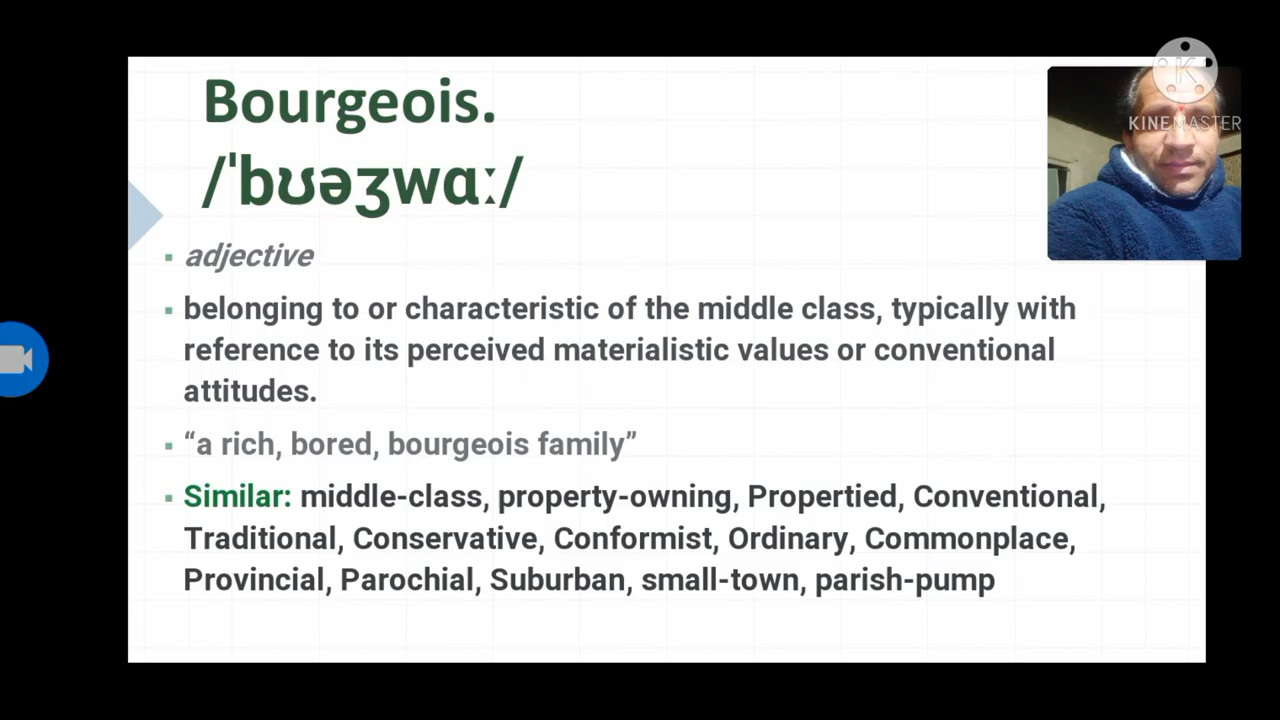 Bourgeois.
/ˈbʊəʒwɑː/
KINEMASTER
adjective
belonging to or characteristic of the middle class, typically with
reference to its perceived materialistic values or conventional
attitudes.
“a rich, bored, bourgeois family”
Similar: middle-class, property-owning, Propertied, Conventional,
Traditional, Conservative, Conformist, Ordinary, Commonplace,
Provincial, Parochial, Suburban, small-town, parish-pump